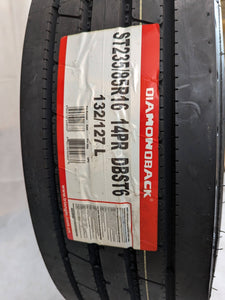 DIAMONDBACK
ST235/85R16 14PR DBST6
132/127 L